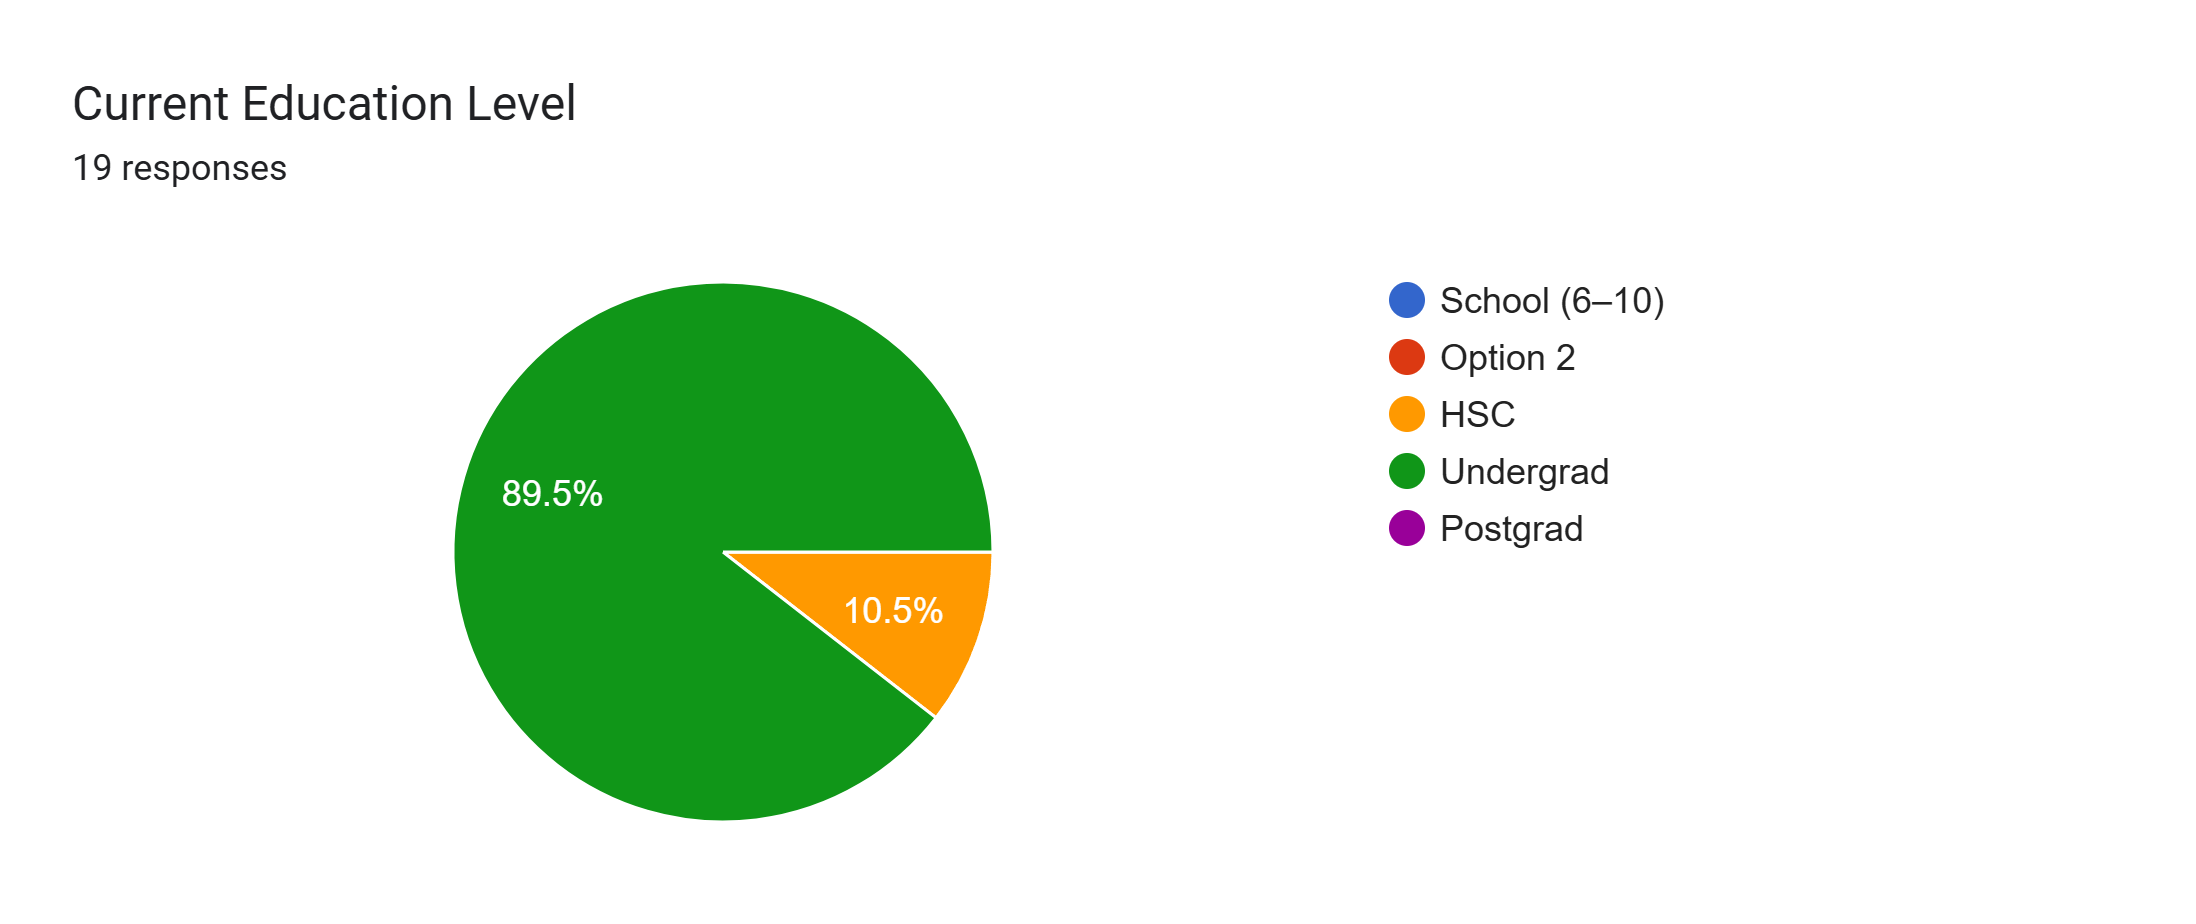 Current Education Level
19 responses
89.5%
10.5%
School (6–10)
Option 2
HSC
Undergrad
Postgrad